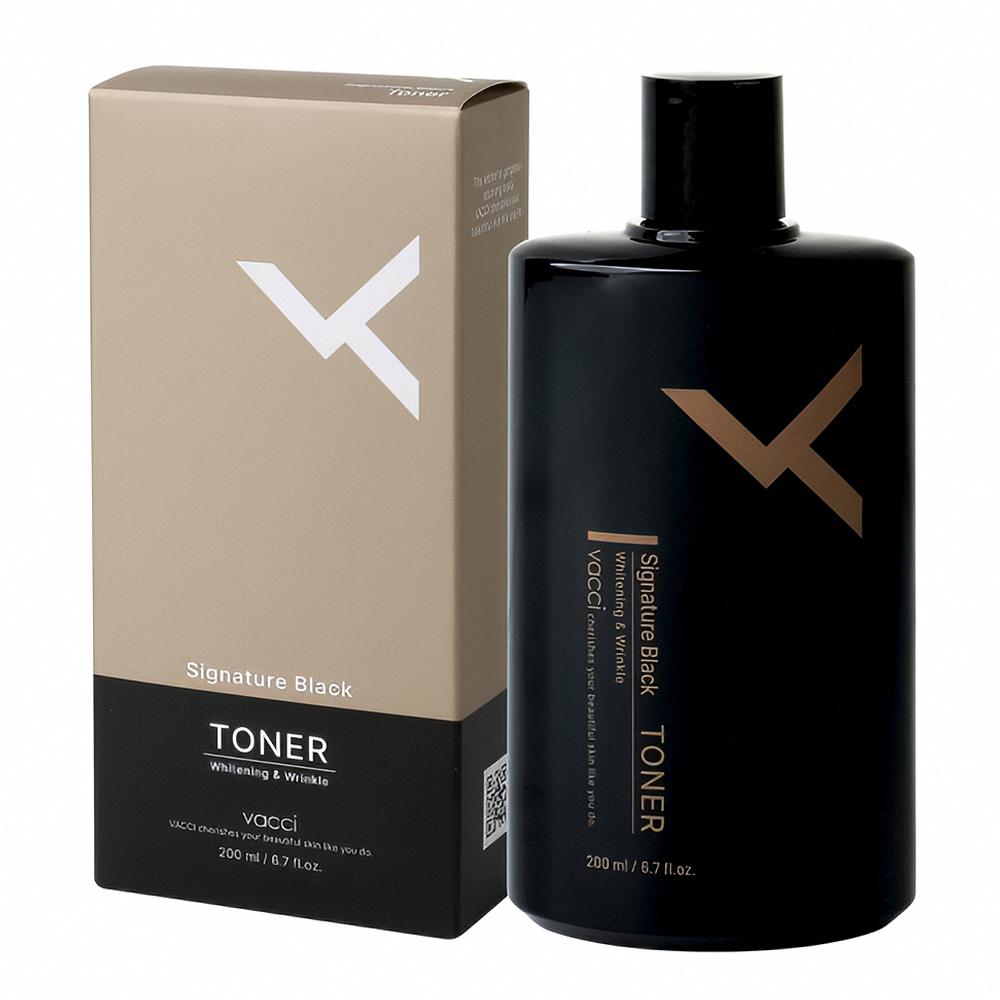 Signature Black
TONER
Whitening & Wrinkle
vacci
VACCI cherishes your beautiful skin like you do.
200 ml / 6.7 fl.oz.
Signature Black TONER
Whitening & Wrinkle
vacci cherishes your beautiful skin like you do.
200 ml / 6.7 fl.oz.